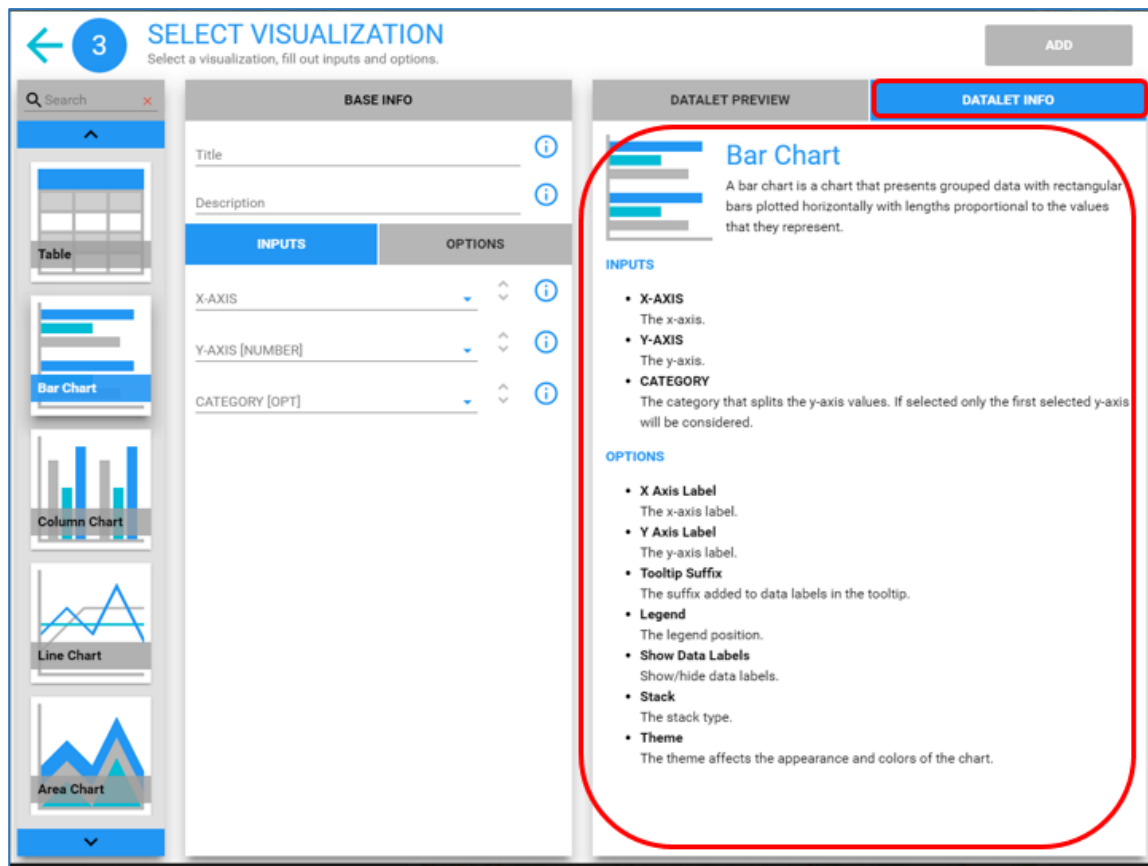 3
SELECT VISUALIZATION
Select a visualization, fill out inputs and options.
ADD
Search
Table
Bar Chart
Column Chart
Line Chart
Area Chart
BASE INFO
Title
Description
INPUTS
OPTIONS
X-AXIS
Y-AXIS [NUMBER]
CATEGORY [OPT]
DATALET PREVIEW
DATALET INFO
Bar Chart
A bar chart is a chart that presents grouped data with rectangular
bars plotted horizontally with lengths proportional to the values
that they represent.
INPUTS
• X-AXIS
The x-axis.
• Y-AXIS
The y-axis.
• CATEGORY
The category that splits the y-axis values. If selected only the first selected y-axis
will be considered.
OPTIONS
• X Axis Label
The x-axis label.
• Y Axis Label
The y-axis label.
• Tooltip Suffix
The suffix added to data labels in the tooltip.
• Legend
The legend position.
• Show Data Labels
Show/hide data labels.
• Stack
The stack type.
• Theme
The theme affects the appearance and colors of the chart.